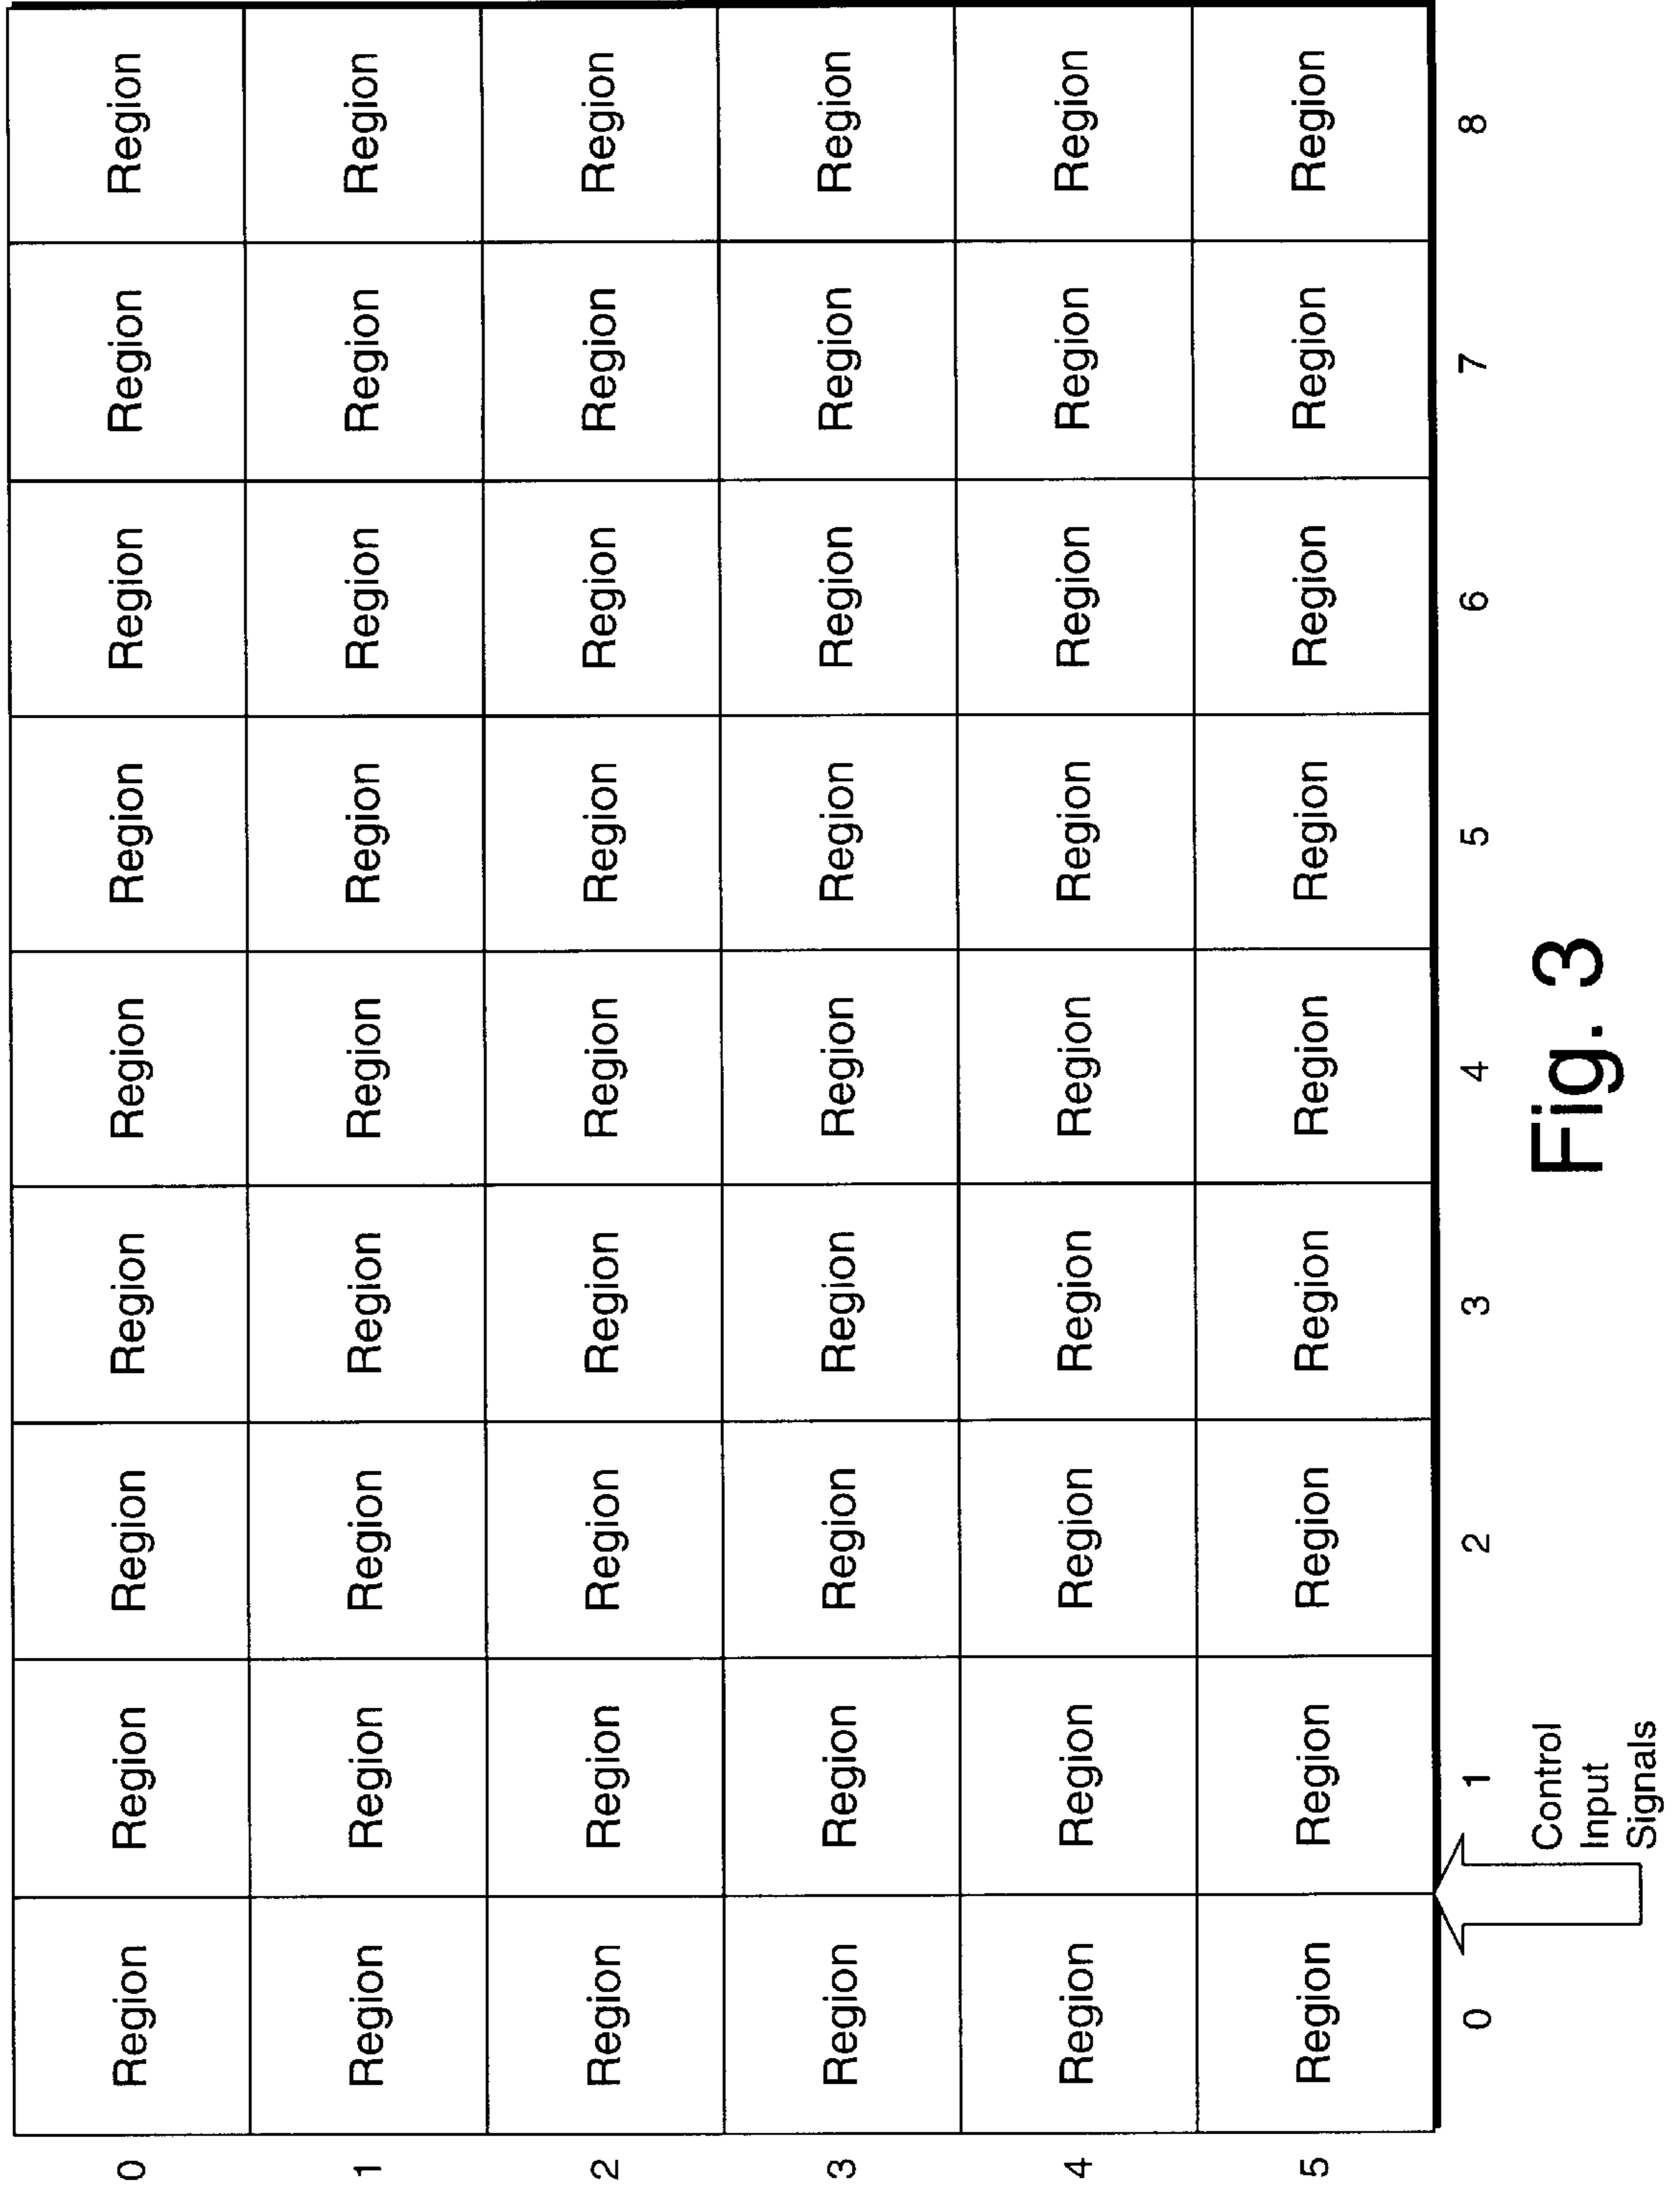 0 Region Region Region Region Region Region Region Region Region
1 Region Region Region Region Region Region Region Region Region
2 Region Region Region Region Region Region Region Region Region
3 Region Region Region Region Region Region Region Region Region
4 Region Region Region Region Region Region Region Region Region
5 Region Region Region Region Region Region Region Region Region
0 1 2 3 4 5 6 7 8
Control
Input
Signals
Fig. 3